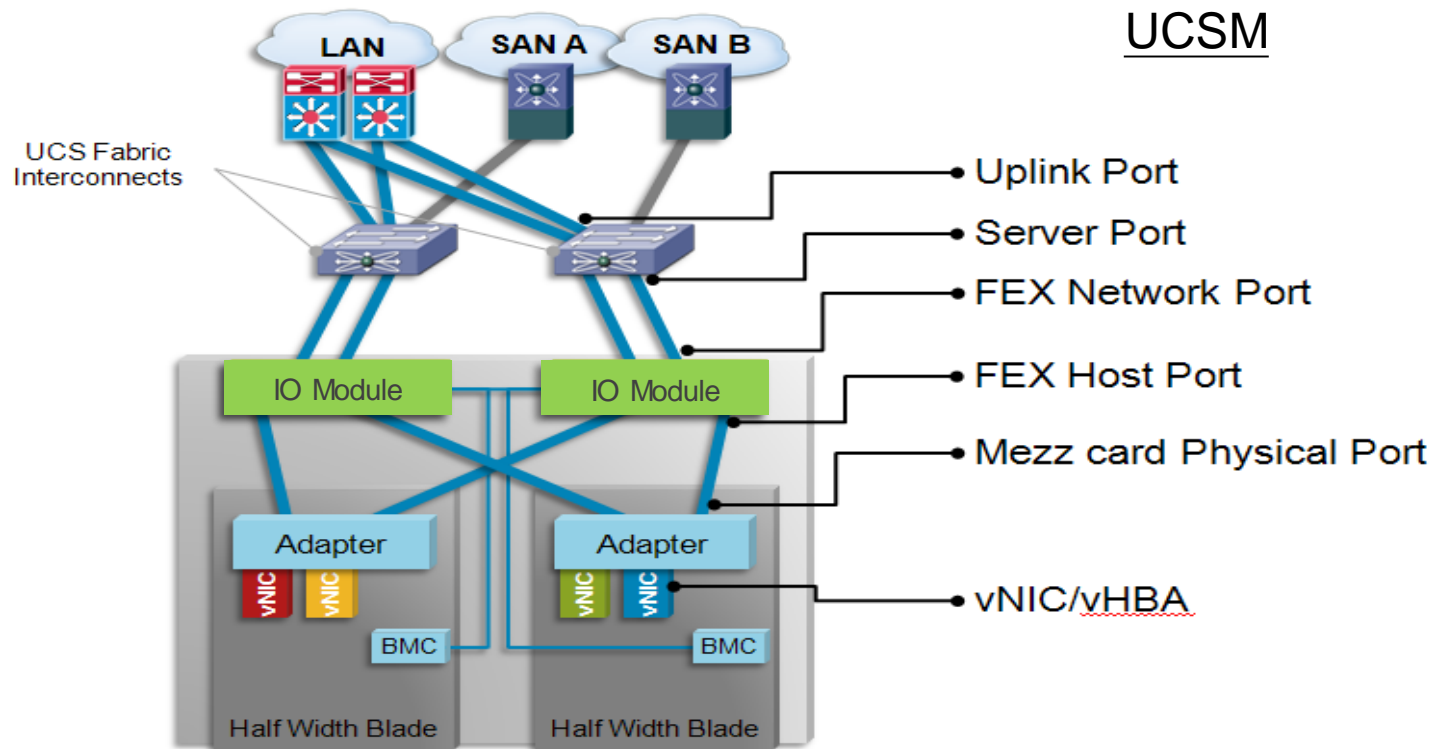 UCSM
LAN
SAN A
SAN B
UCS Fabric
Interconnects
Uplink Port
Server Port
FEX Network Port
FEX Host Port
Mezz card Physical Port
vNIC/vHBA
IO Module
IO Module
Adapter
Adapter
vNIC
vNIC
vNIC
vNIC
BMC
BMC
Half Width Blade
Half Width Blade